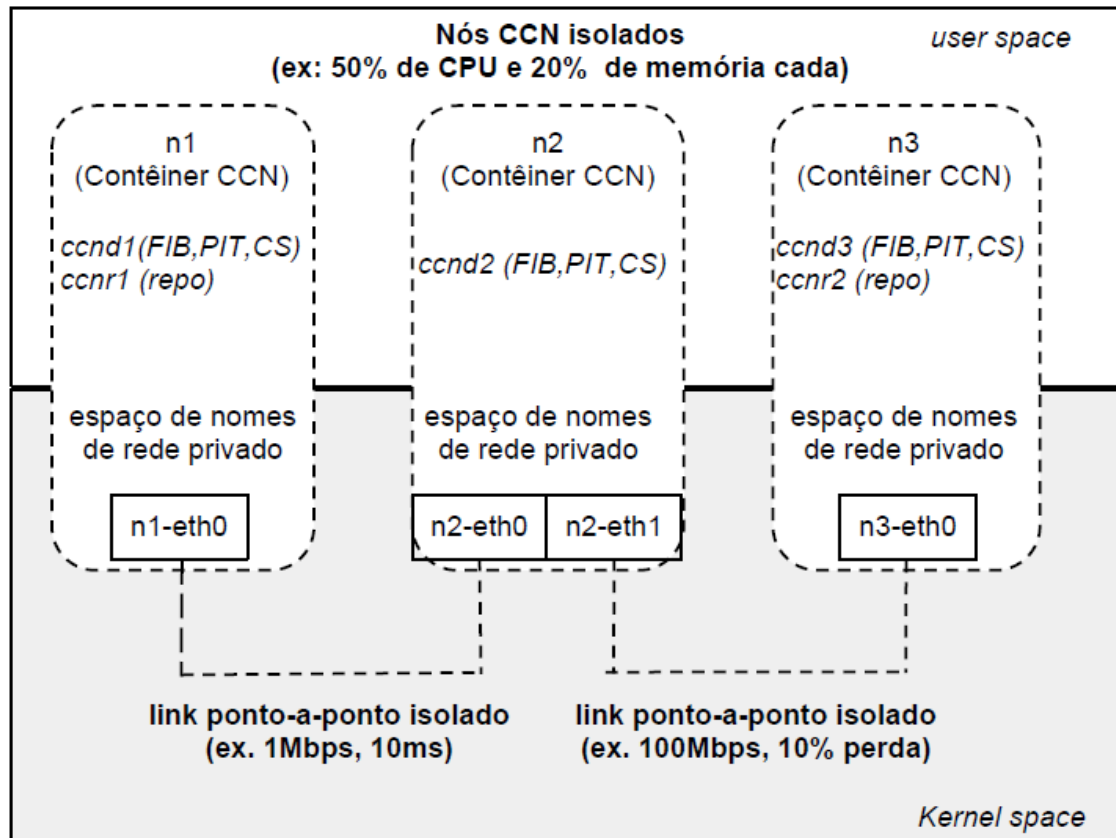 Nós CCN isolados
(ex: 50% de CPU e 20% de memória cada)
user space
n1
(Contêiner CCN)
ccnd1(FIB,PIT,CS)
ccnr1 (repo)
n2
(Contêiner CCN)
ccnd2 (FIB,PIT,CS)
n3
(Contêiner CCN)
ccnd3 (FIB,PIT,CS)
ccnr2 (repo)
espaço de nomes
de rede privado
espaço de nomes
de rede privado
espaço de nomes
de rede privado
n1-eth0
n2-eth0
n2-eth1
n3-eth0
link ponto-a-ponto isolado
(ex. 1Mbps, 10ms)
link ponto-a-ponto isolado
(ex. 100Mbps, 10% perda)
Kernel space